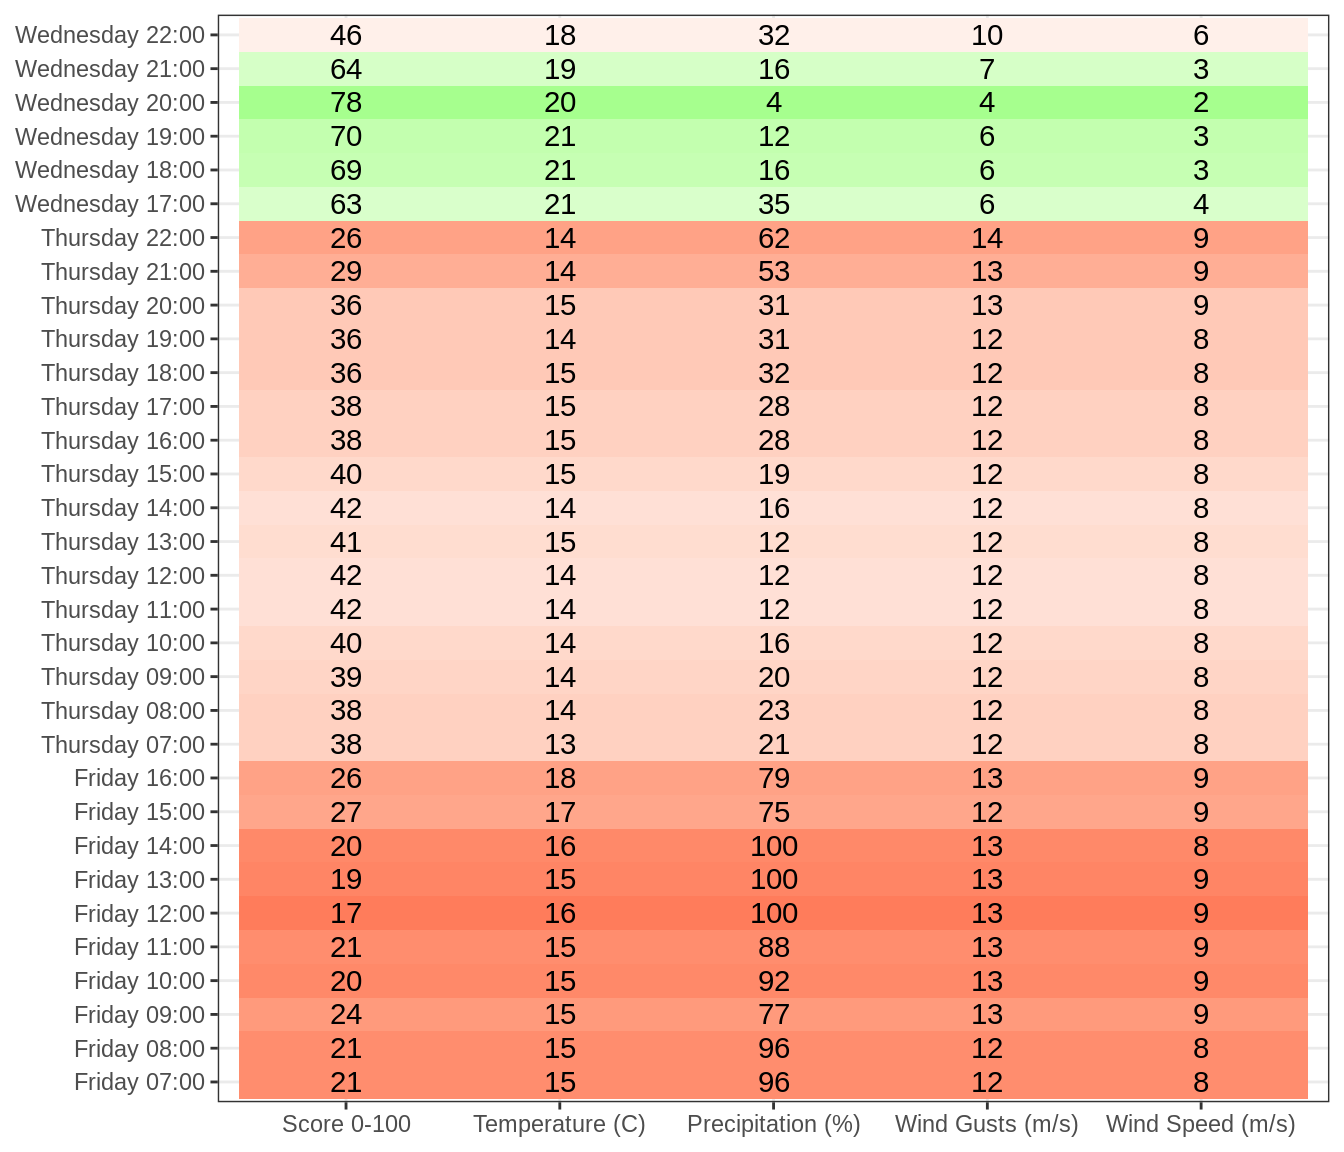 Wednesday 22:00 46 18 32 10 6
Wednesday 21:00 64 19 16 7 3
Wednesday 20:00 78 20 4 4 2
Wednesday 19:00 70 21 12 6 3
Wednesday 18:00 69 21 16 6 3
Wednesday 17:00 63 21 35 6 4
Thursday 22:00 26 14 62 14 9
Thursday 21:00 29 14 53 13 9
Thursday 20:00 36 15 31 13 9
Thursday 19:00 36 14 31 12 8
Thursday 18:00 36 15 32 12 8
Thursday 17:00 38 15 28 12 8
Thursday 16:00 38 15 28 12 8
Thursday 15:00 40 15 19 12 8
Thursday 14:00 42 14 16 12 8
Thursday 13:00 41 15 12 12 8
Thursday 12:00 42 14 12 12 8
Thursday 11:00 42 14 12 12 8
Thursday 10:00 40 14 16 12 8
Thursday 09:00 39 14 20 12 8
Thursday 08:00 38 14 23 12 8
Thursday 07:00 38 13 21 12 8
Friday 16:00 26 18 79 13 9
Friday 15:00 27 17 75 12 9
Friday 14:00 20 16 100 13 8
Friday 13:00 19 15 100 13 9
Friday 12:00 17 16 100 13 9
Friday 11:00 21 15 88 13 9
Friday 10:00 20 15 92 13 9
Friday 09:00 24 15 77 13 9
Friday 08:00 21 15 96 12 8
Friday 07:00 21 15 96 12 8
Score 0-100 Temperature (C) Precipitation (%) Wind Gusts (m/s) Wind Speed (m/s)